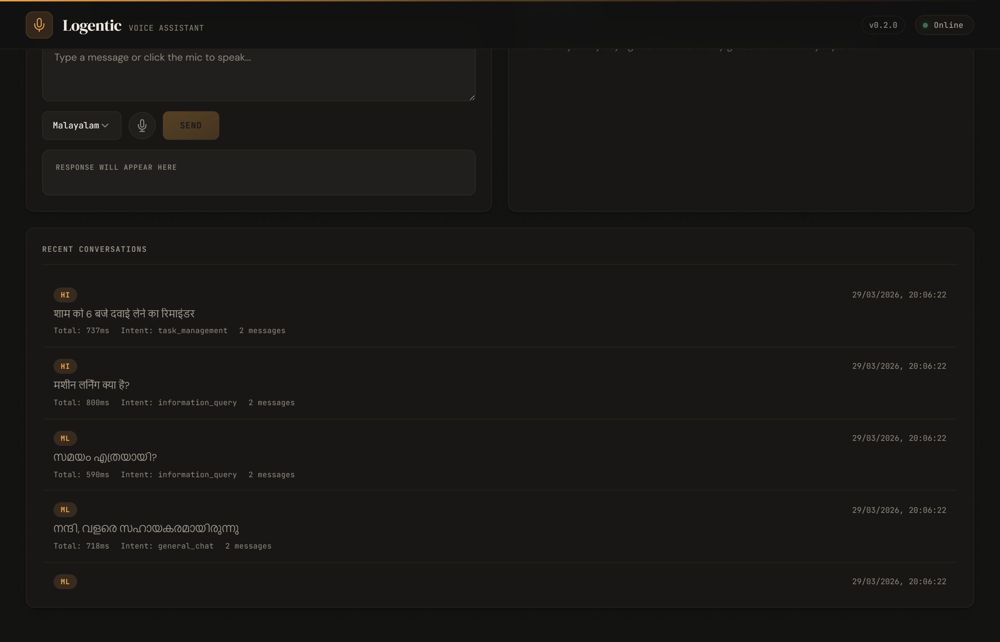 Logentic VOICE ASSISTANT
v0.2.0
Online
Type a message or click the mic to speak...
Malayalam
SEND
RESPONSE WILL APPEAR HERE
RECENT CONVERSATIONS
HI
29/03/2026, 20:06:22
शाम को 6 बजे दवाई लेने का रिमाइंडर
Total: 737ms Intent: task_management 2 messages
HI
29/03/2026, 20:06:22
मशीन लर्निंग क्या है?
Total: 800ms Intent: information_query 2 messages
ML
29/03/2026, 20:06:22
സമയം എത്രയായി?
Total: 590ms Intent: information_query 2 messages
ML
29/03/2026, 20:06:22
നന്ദി, വളരെ സഹായകരമായിരുന്നു
Total: 718ms Intent: general_chat 2 messages
ML
29/03/2026, 20:06:22